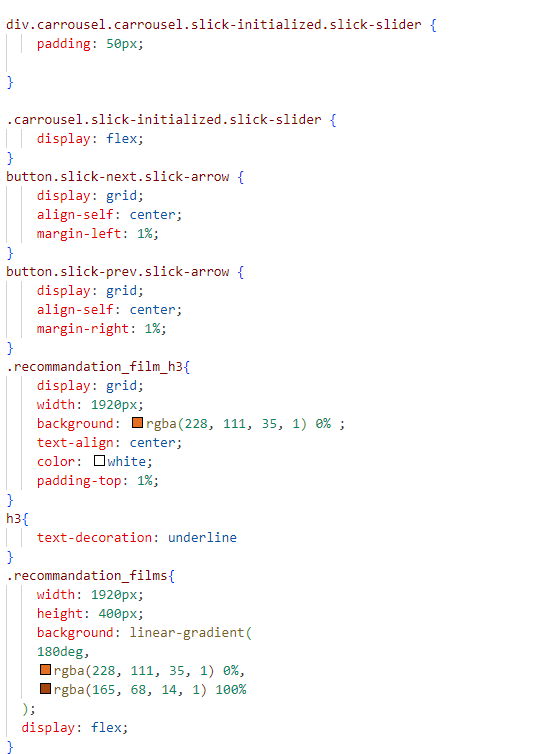 div.carrousel.carrousel.slick-initialized.slick-slider {
padding: 50px;
}
.carrousel.slick-initialized.slick-slider {
display: flex;
}
button.slick-next.slick-arrow {
display: grid;
align-self: center;
margin-left: 1%;
}
button.slick-prev.slick-arrow {
display: grid;
align-self: center;
margin-right: 1%;
}
.recommandation_film_h3{
display: grid;
width: 1920px;
background: rgba(228, 111, 35, 1) 0% ;
text-align: center;
color: white;
padding-top: 1%;
}
h3{
text-decoration: underline
}
.recommandation_films{
width: 1920px;
height: 400px;
background: linear-gradient(
180deg,
rgba(228, 111, 35, 1) 0%,
rgba(165, 68, 14, 1) 100%
);
display: flex;
}